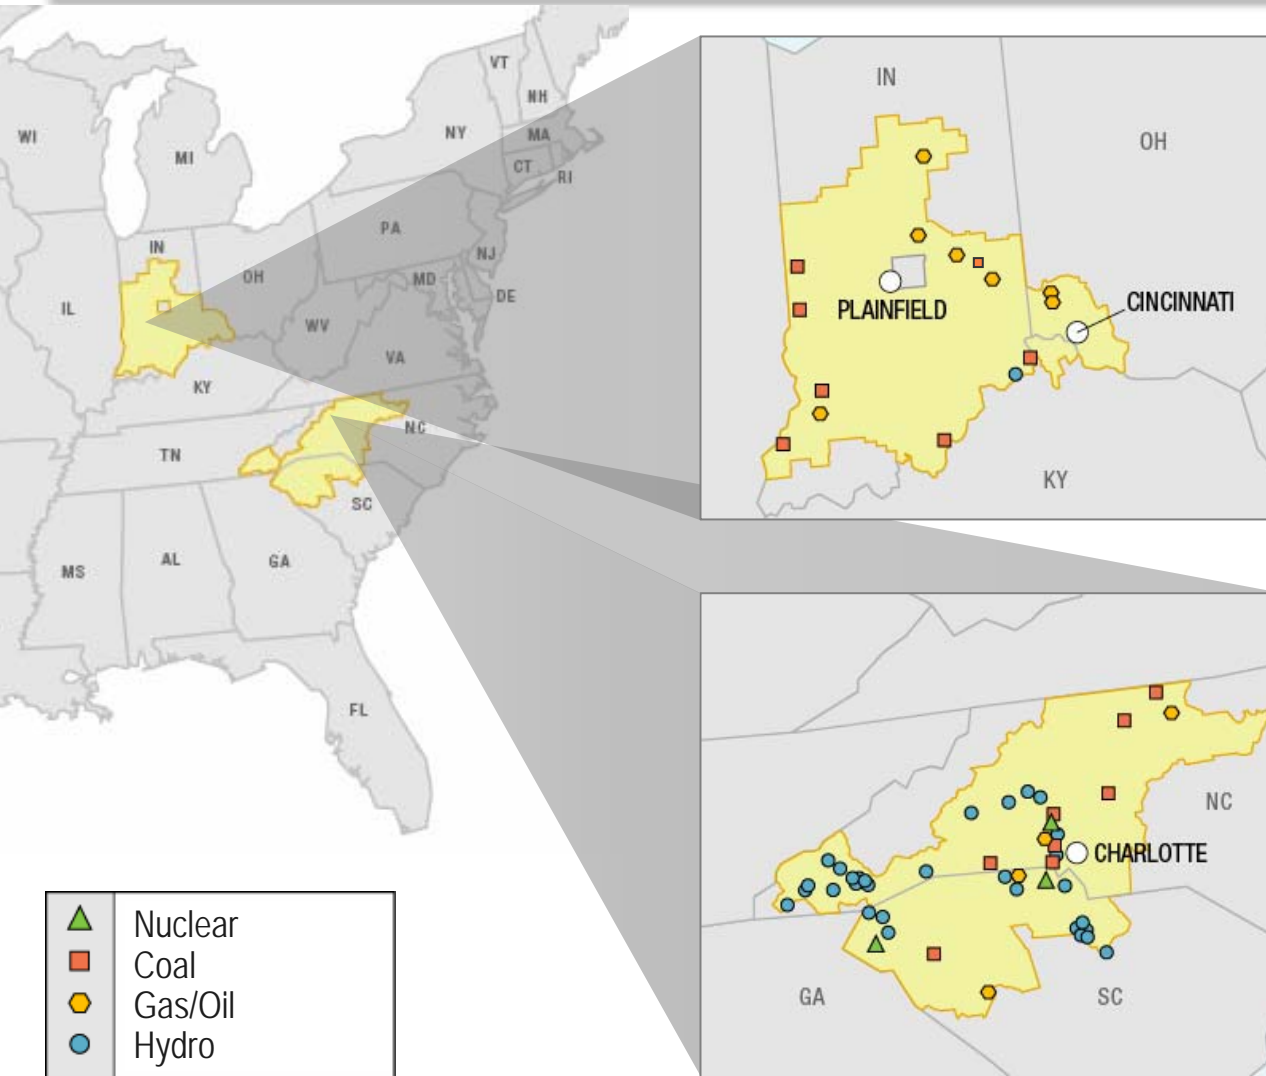 VT
NH
WI
NY
MA
MI
CT
RI
PA
IN
NJ
OH
MD
DE
IL
WV
VA
KY
NC
TN
SC
AL
GA
MS
FL
IN
OH
PLAINFIELD
CINCINNATI
KY
NC
CHARLOTTE
GA
SC
Nuclear
Coal
Gas/Oil
Hydro